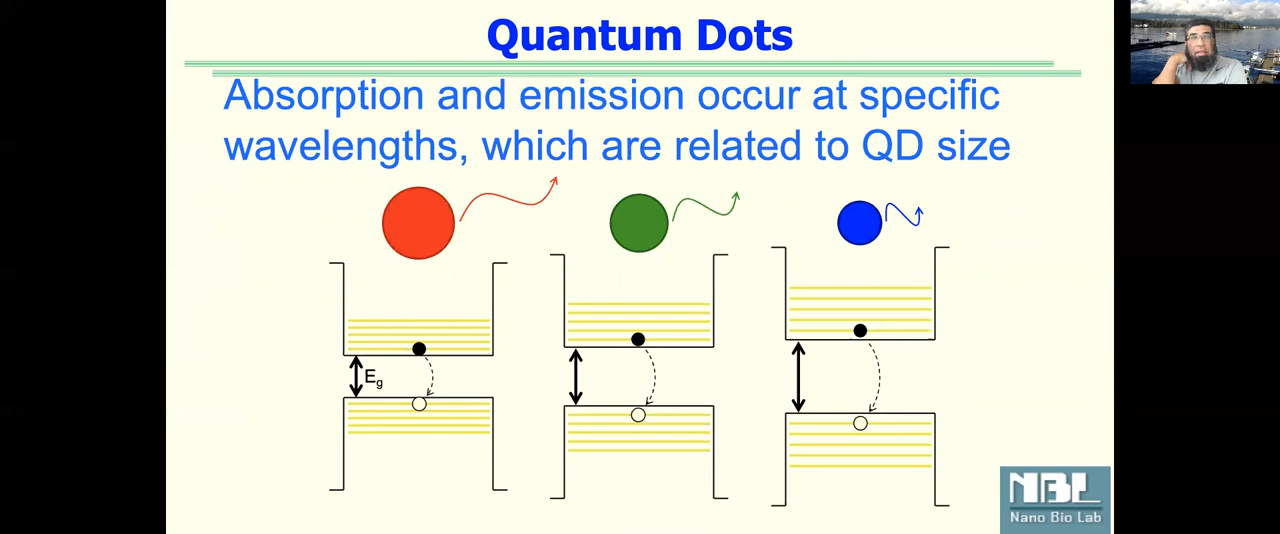 Quantum Dots
Absorption and emission occur at specific
wavelengths, which are related to QD size
Eg
NBL
Nano Bio Lab